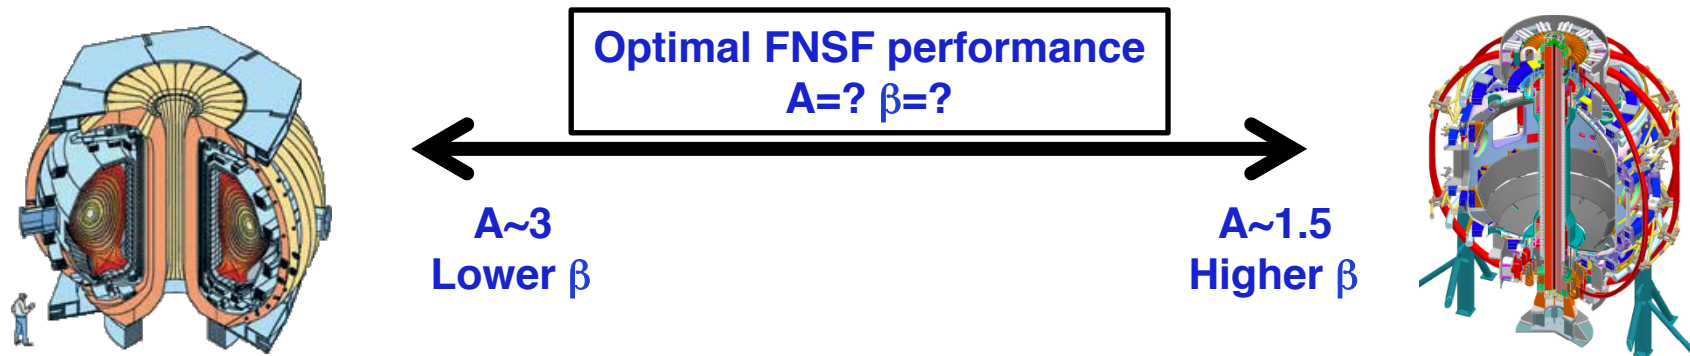 Optimal FNSF performance
A=? β=?
A~3
Lower β
A~1.5
Higher β